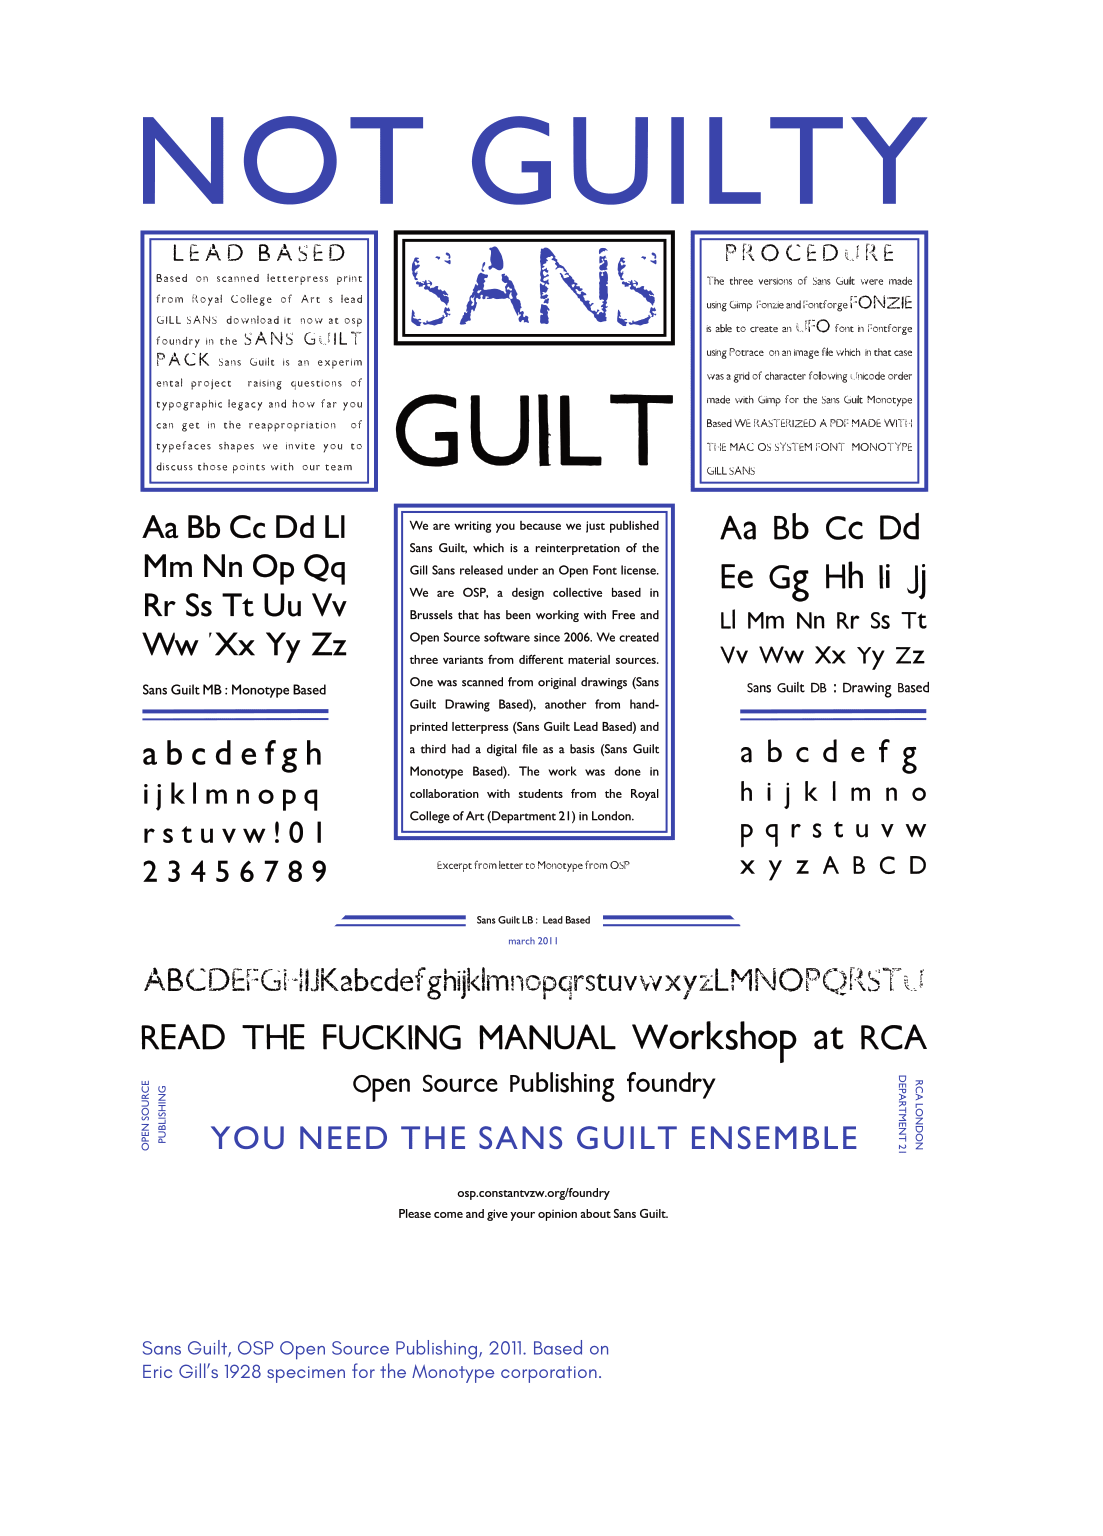 NOT GUILTY
LEAD BASED
Based on scanned letterpress print
from Royal College of Art s lead
GILL SANS download it now at osp
foundry in the SANS GUILT
PACK Sans Guilt is an experim
ental project raising questions of
typographic legacy and how far you
can get in the reappropriation of
typefaces shapes we invite you to
discuss those points with our team
SANS
GUILT
PROCEDURE
The three versions of Sans Guilt were made
using Gimp Fonzie and Fontforge FONZIE
is able to create an UFO font in Fontforge
using Potrace on an image file which in that case
was a grid of character following Unicode order
made with Gimp for the Sans Guilt Monotype
Based WE RASTERIZED A PDF MADE WITH
THE MAC OS SYSTEM FONT MONOTYPE
GILL SANS
Aa Bb Cc Dd Ll
Mm Nn Op Qq
Rr Ss Tt Uu Vv
Ww 'Xx Yy Zz
Sans Guilt MB : Monotype Based
a b c d e f g h
i j k l m n o p q
r s t u v w ! 0 1
2 3 4 5 6 7 8 9
We are writing you because we just published
Sans Guilt, which is a reinterpretation of the
Gill Sans released under an Open Font license.
We are OSP, a design collective based in
Brussels that has been working with Free and
Open Source software since 2006. We created
three variants from different material sources.
One was scanned from original drawings (Sans
Guilt Drawing Based), another from hand-
printed letterpress (Sans Guilt Lead Based) and
a third had a digital file as a basis (Sans Guilt
Monotype Based). The work was done in
collaboration with students from the Royal
College of Art (Department 21) in London.
Excerpt from letter to Monotype from OSP
Aa Bb Cc Dd
Ee Gg Hh Ii Jj
Ll Mm Nn Rr Ss Tt
Vv Ww Xx Yy Zz
Sans Guilt DB : Drawing Based
a b c d e f g
h i j k l m n o
p q r s t u v w
x y z A B C D
Sans Guilt LB : Lead Based
march 2011
ABCDEFGHIJKabcdefghijklmnopqrstuvwxyzLMNOPQRSTU
READ THE FUCKING MANUAL Workshop at RCA
Open Source Publishing foundry
OPEN SOURCE
PUBLISHING
YOU NEED THE SANS GUILT ENSEMBLE
RCA LONDON
DEPARTMENT 21
osp.constantvzw.org/foundry
Please come and give your opinion about Sans Guilt.
Sans Guilt, OSP Open Source Publishing, 2011. Based on
Eric Gill's 1928 specimen for the Monotype corporation.